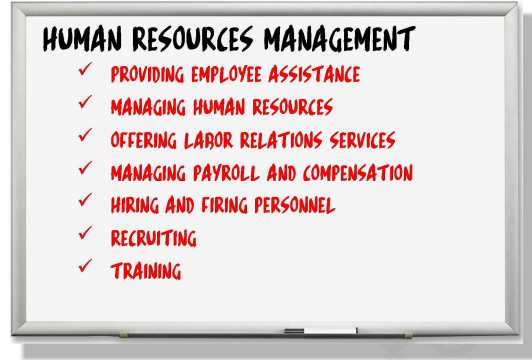 HUMAN RESOURCES MANAGEMENT
✓ PROVIDING EMPLOYEE ASSISTANCE
✓ MANAGING HUMAN RESOURCES
✓ OFFERING LABOR RELATIONS SERVICES
✓ MANAGING PAYROLL AND COMPENSATION
✓ HIRING AND FIRING PERSONNEL
✓ RECRUITING
✓ TRAINING